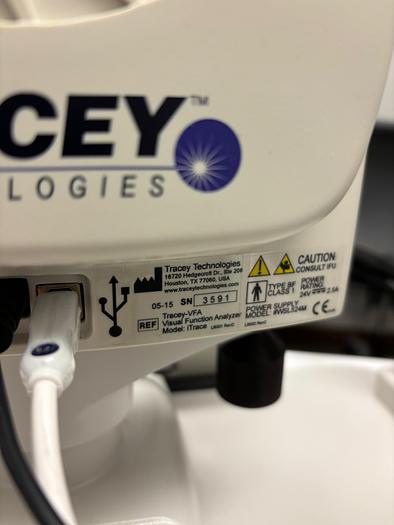 CEY™
LOGIES
Tracey Technologies
16720 Hedgecroft Dr., Ste 208
Houston, TX 77060, USA
www.traceytechnologies.com
05-15 SN 3591
REF Tracey-VFA
Visual Function Analyzer
Model: iTrace
CAUTION
CONSULT IFU.
TYPE BF
CLASS 1
POWER
RATING:
24V 2.5A
POWER SUPPLY
MODEL: #WSL524M
CE